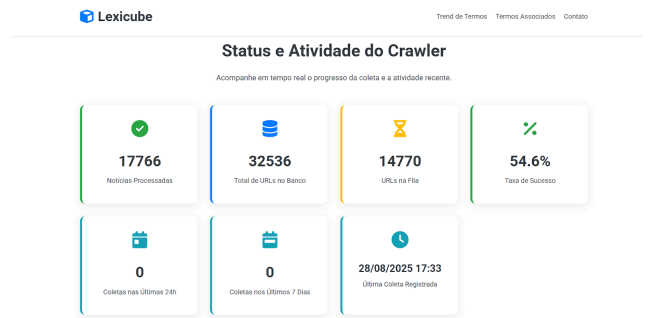 Lexicube
Trend de Termos Termos Associados Contato
Status e Atividade do Crawler
Acompanhe em tempo real o progresso da coleta e a atividade recente.
17766
Notícias Processadas
32536
Total de URLs no Banco
14770
URLs na Fila
54.6%
Taxa de Sucesso
0
Coletas nas Últimas 24h
0
Coletas nos Últimos 7 Dias
28/08/2025 17:33
Última Coleta Registrada